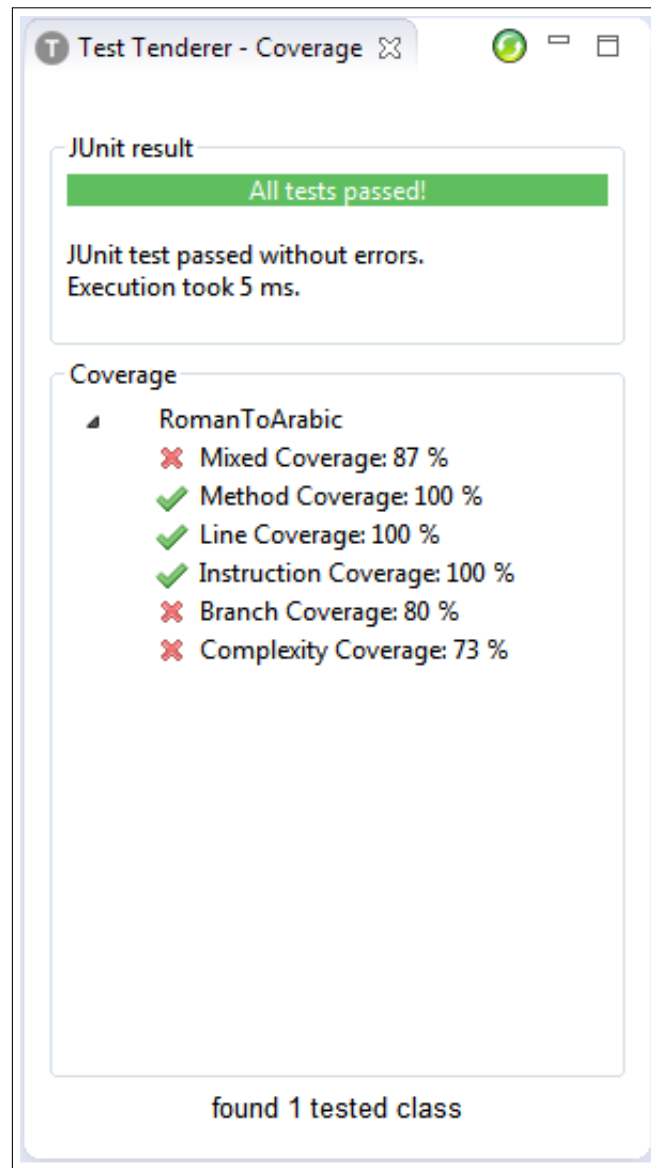 T Test Tenderer - Coverage
JUnit result
All tests passed!
JUnit test passed without errors.
Execution took 5 ms.
Coverage
RomanToArabic
Mixed Coverage: 87 %
Method Coverage: 100 %
Line Coverage: 100 %
Instruction Coverage: 100 %
Branch Coverage: 80 %
Complexity Coverage: 73 %
found 1 tested class